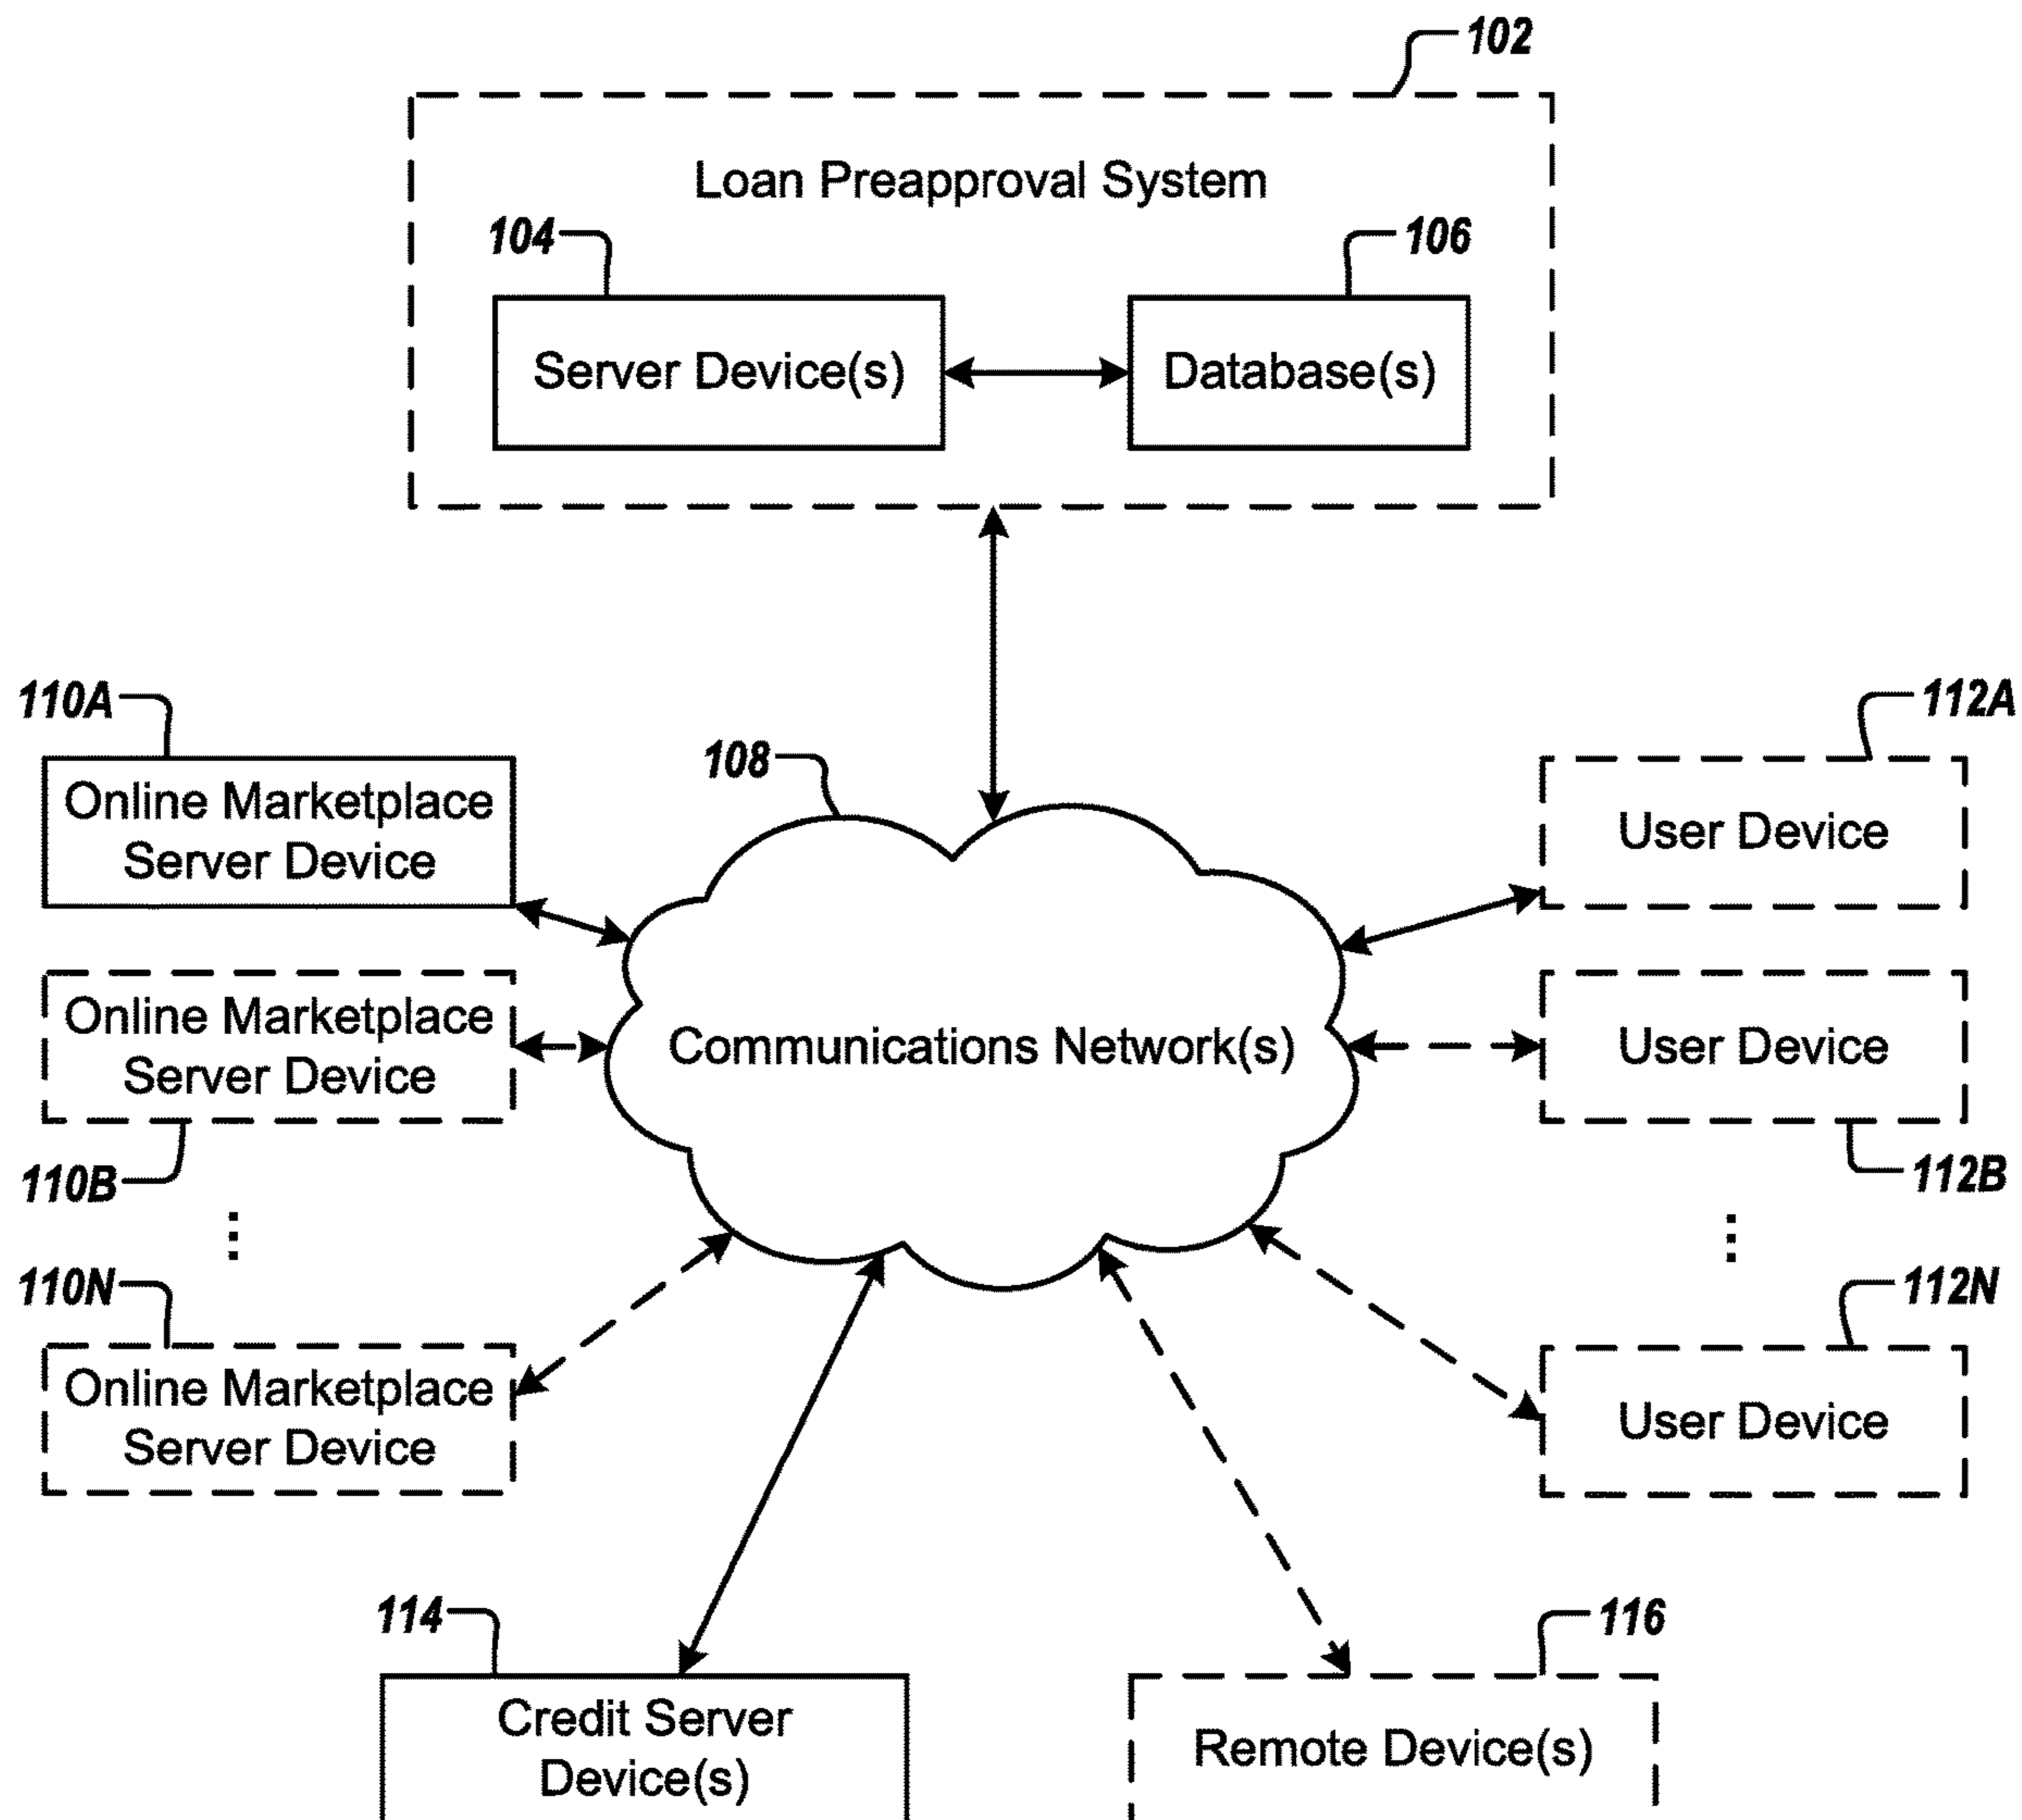 102
Loan Preapproval System
104
106
Server Device(s)
Database(s)
110A
112A
108
Online Marketplace
Server Device
User Device
Online Marketplace
Server Device
Communications Network(s)
User Device
110B
112B
⋮
⋮
110N
112N
Online Marketplace
Server Device
User Device
114
116
Credit Server
Device(s)
Remote Device(s)